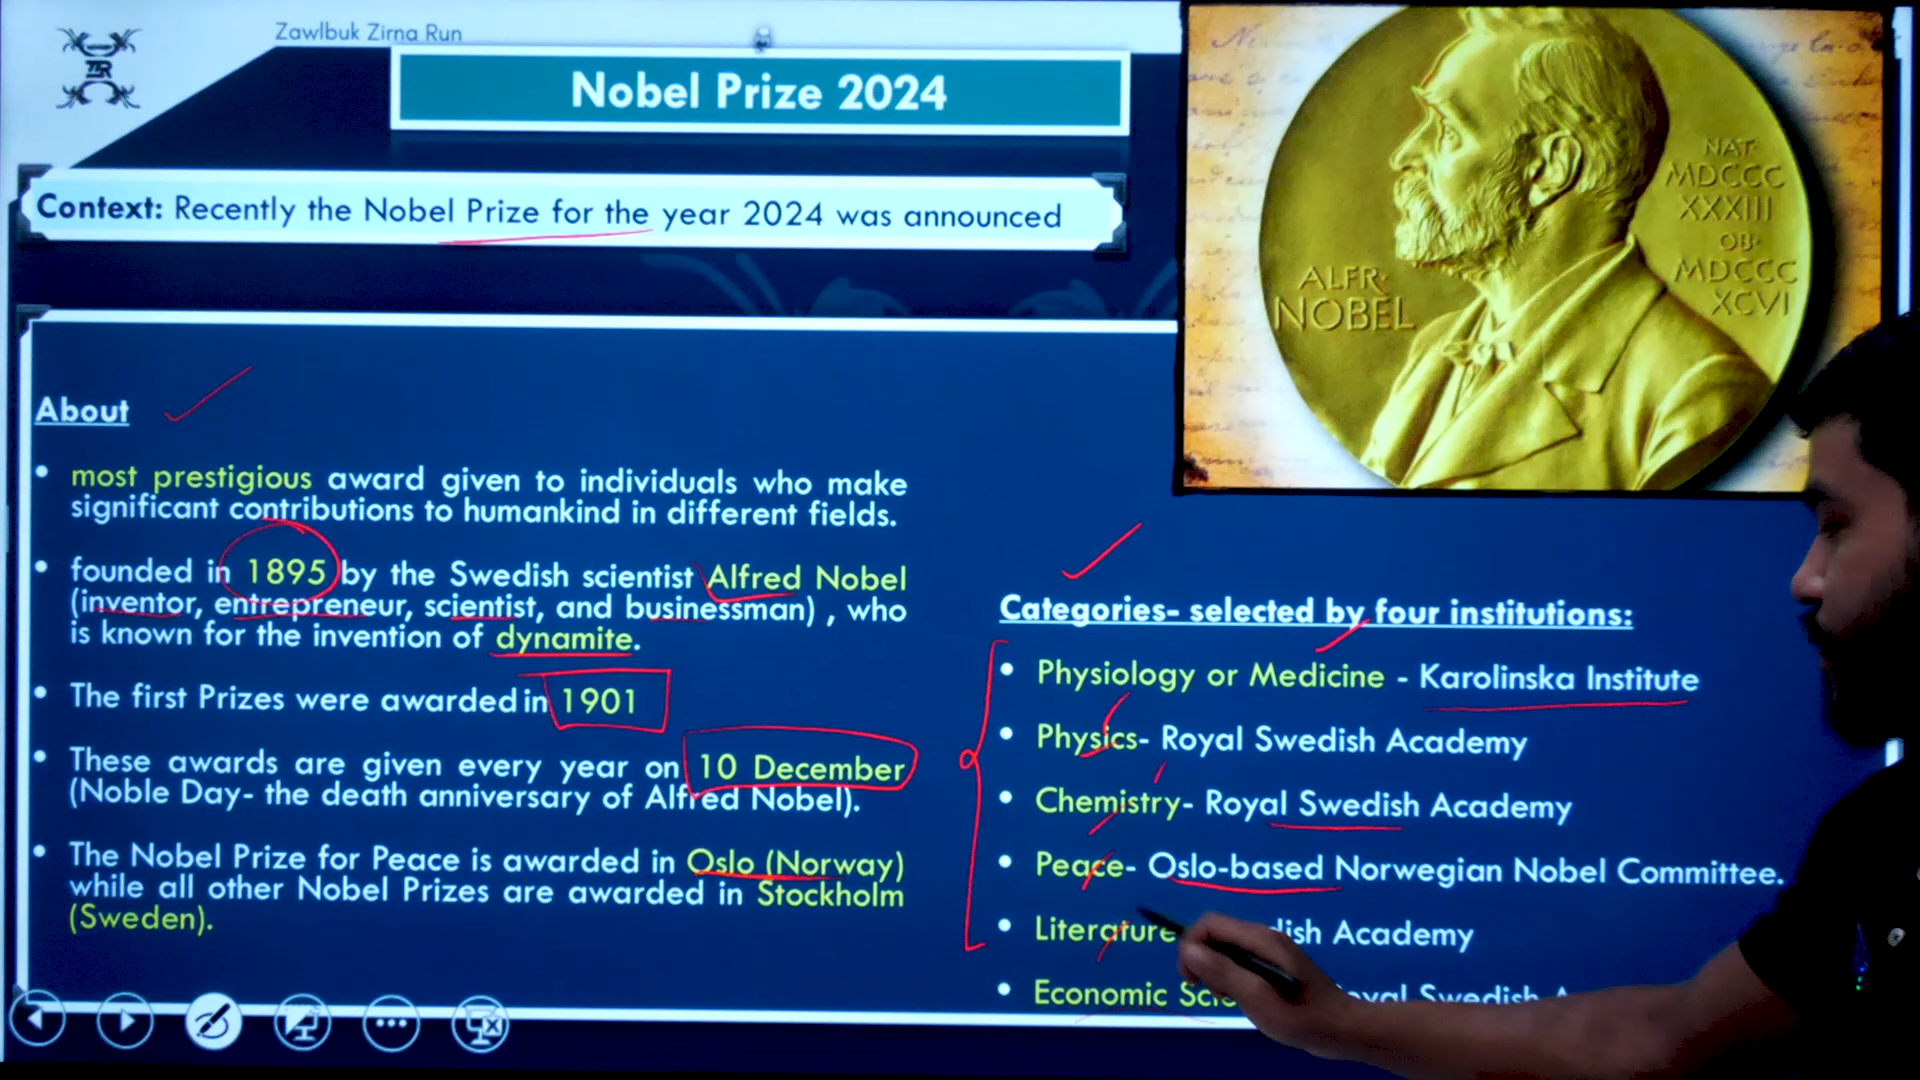 Zawlbuk Zirna Run
ZR
Nobel Prize 2024
Context: Recently the Nobel Prize for the year 2024 was announced
ALFR·
NOBEL
NAT·
MDCCC
XXXIII
OB·
MDCCC
XCVI
About
• most prestigious award given to individuals who make
significant contributions to humankind in different fields.
• founded in 1895 by the Swedish scientist Alfred Nobel
(inventor, entrepreneur, scientist, and businessman) , who
is known for the invention of dynamite.
• The first Prizes were awarded in 1901
• These awards are given every year on 10 December
(Noble Day- the death anniversary of Alfred Nobel).
• The Nobel Prize for Peace is awarded in Oslo (Norway)
while all other Nobel Prizes are awarded in Stockholm
(Sweden).
Categories- selected by four institutions:
• Physiology or Medicine - Karolinska Institute
• Physics- Royal Swedish Academy
• Chemistry- Royal Swedish Academy
• Peace- Oslo-based Norwegian Nobel Committee.
• Literature Academy
• Economic Swedish